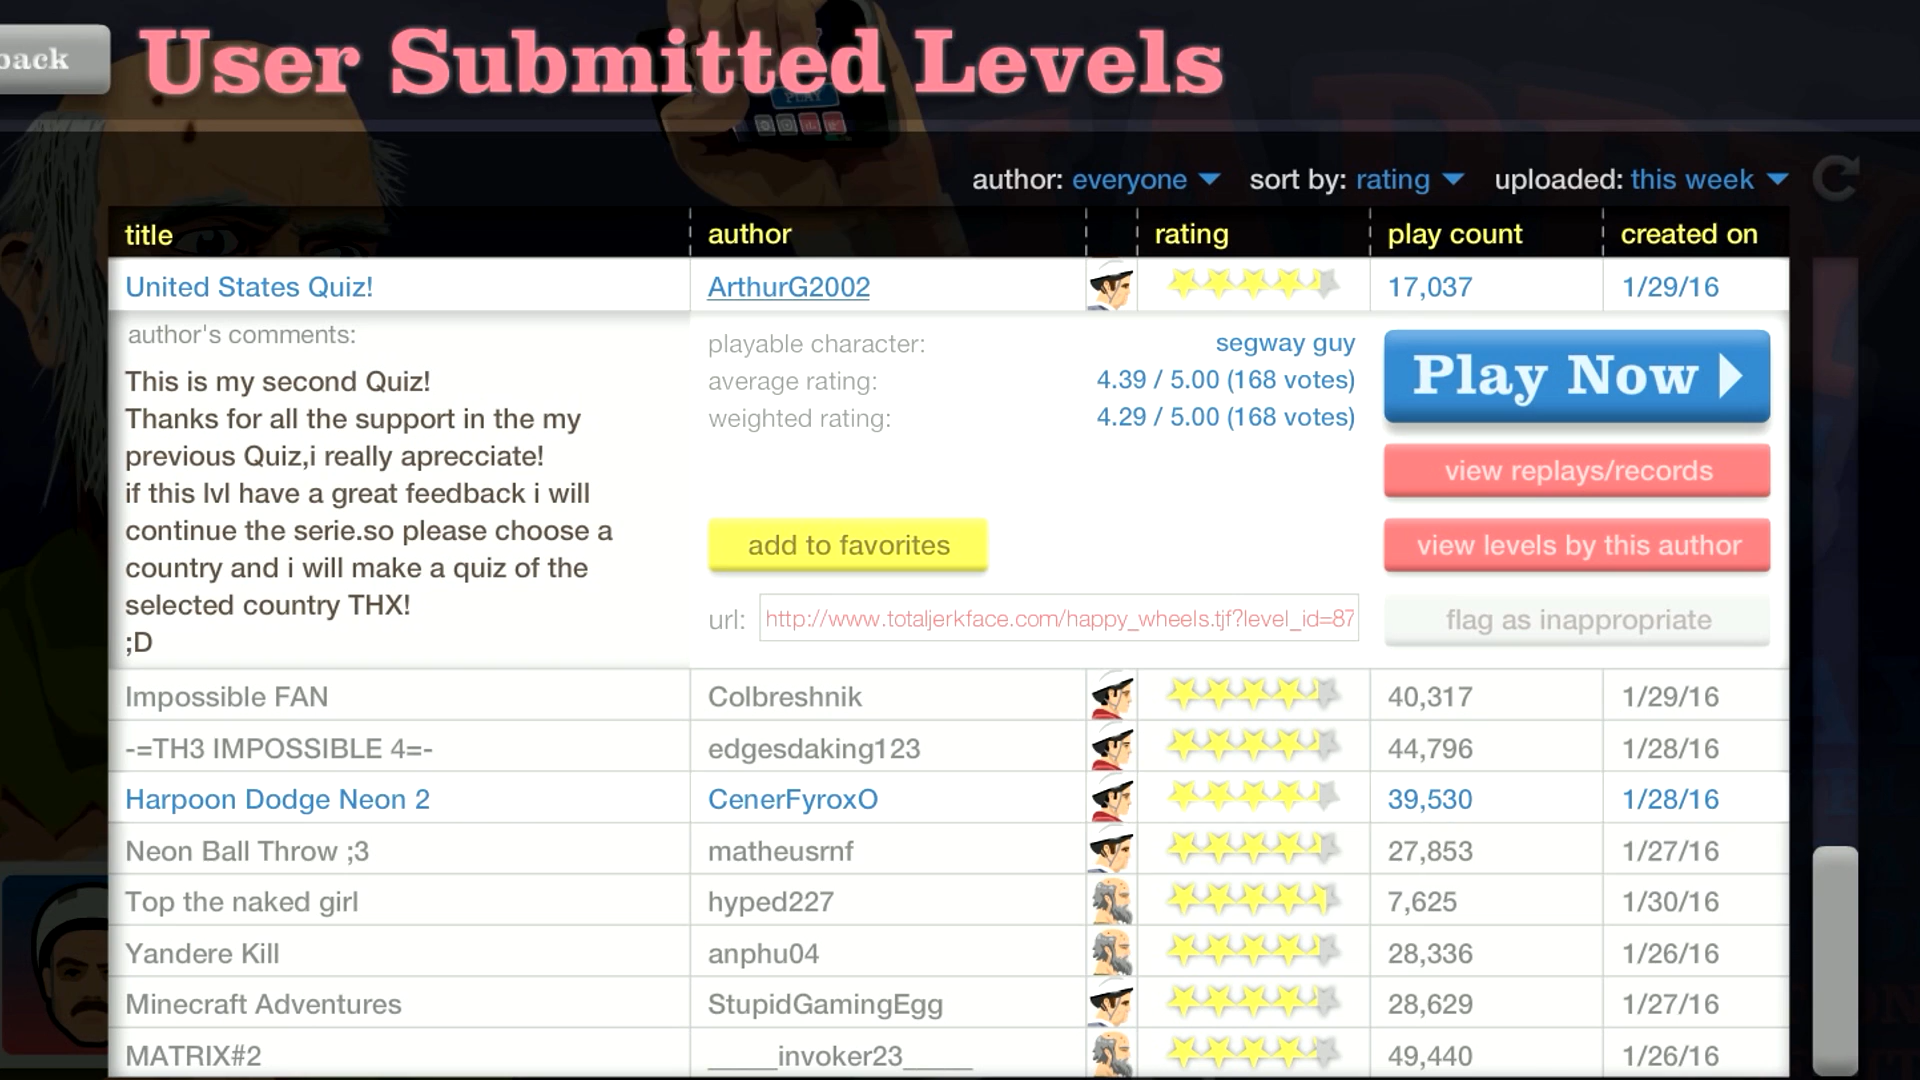 back
User Submitted Levels
PLAY
author: everyone sort by: rating uploaded: this week
title author rating play count created on
United States Quiz! ArthurG2002 17,037 1/29/16
author's comments:
This is my second Quiz!
Thanks for all the support in the my
previous Quiz,i really aprecciate!
if this lvl have a great feedback i will
continue the serie.so please choose a
country and i will make a quiz of the
selected country THX!
;D
playable character: segway guy
average rating: 4.39 / 5.00 (168 votes)
weighted rating: 4.29 / 5.00 (168 votes)
add to favorites
url: http://www.totaljerkface.com/happy_wheels.tjf?level_id=87
Play Now
view replays/records
view levels by this author
flag as inappropriate
Impossible FAN Colbreshnik 40,317 1/29/16
-=TH3 IMPOSSIBLE 4=- edgesdaking123 44,796 1/28/16
Harpoon Dodge Neon 2 CenerFyroxO 39,530 1/28/16
Neon Ball Throw ;3 matheusrnf 27,853 1/27/16
Top the naked girl hyped227 7,625 1/30/16
Yandere Kill anphu04 28,336 1/26/16
Minecraft Adventures StupidGamingEgg 28,629 1/27/16
MATRIX#2 _____invoker23_____ 49,440 1/26/16